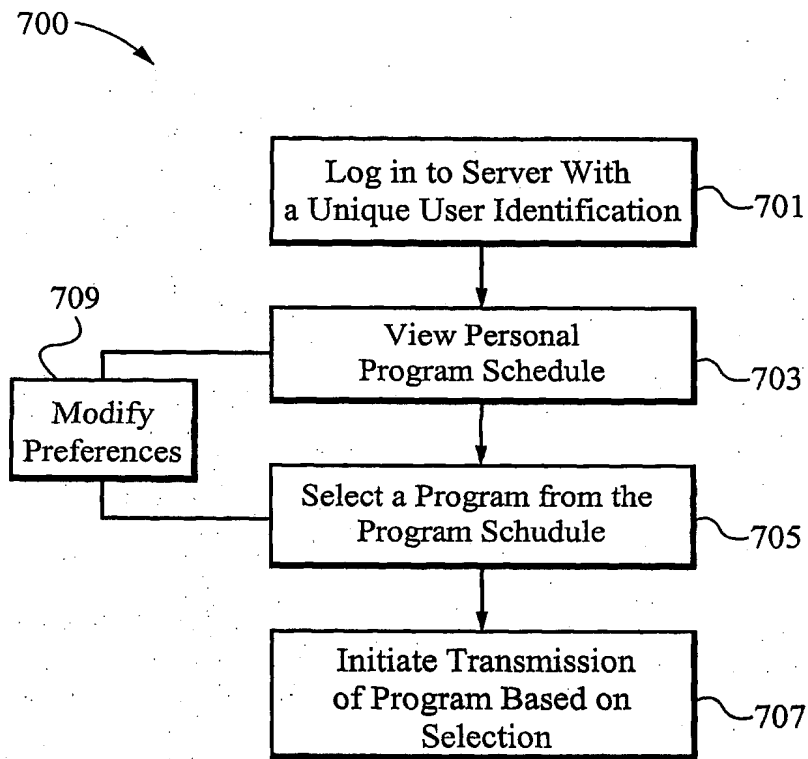 700
Log in to Server With
a Unique User Identification
701
709
View Personal
Program Schedule
703
Modify
Preferences
Select a Program from the
Program Schudule
705
Initiate Transmission
of Program Based on
Selection
707